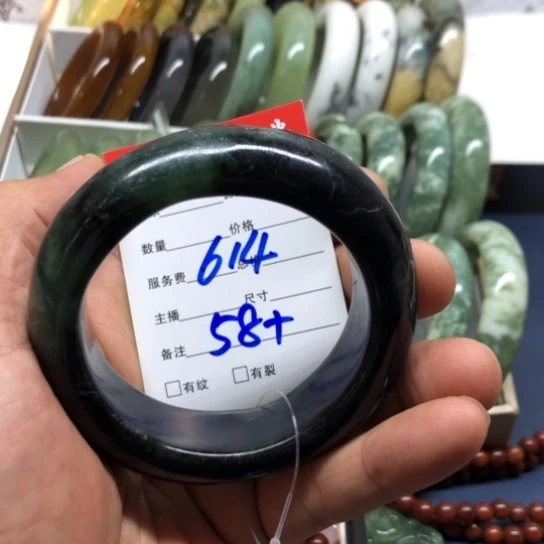 数量 价格
服务费 614
主播 尺寸
备注 58+
□有纹 □有裂